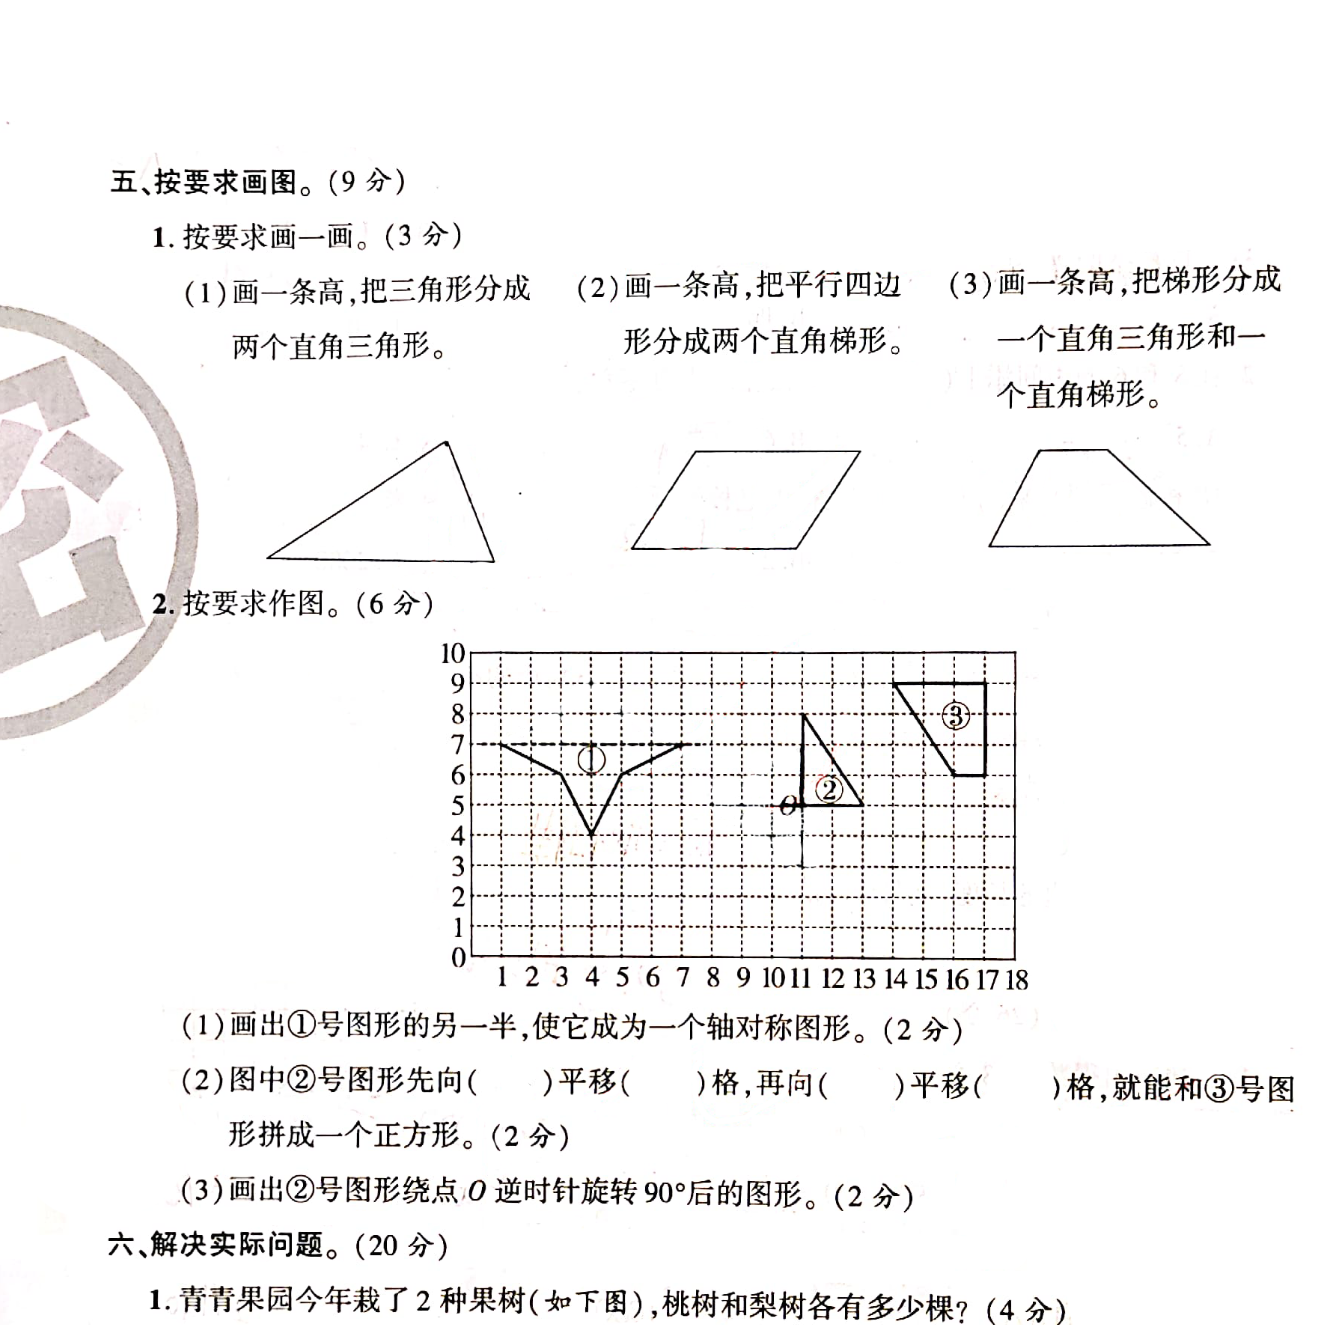 五、按要求画图。(9 分)
1. 按要求画一画。(3 分)
(1)画一条高,把三角形分成两个直角三角形。
(2)画一条高,把平行四边形分成两个直角梯形。
(3)画一条高,把梯形分成一个直角三角形和一个直角梯形。
密
2. 按要求作图。(6 分)
10
9
8
7
6
5
4
3
2
1
0
① ② ③
O
1 2 3 4 5 6 7 8 9 10 11 12 13 14 15 16 17 18
(1)画出①号图形的另一半,使它成为一个轴对称图形。(2 分)
(2)图中②号图形先向( )平移( )格,再向( )平移( )格,就能和③号图
形拼成一个正方形。(2 分)
(3)画出②号图形绕点 O 逆时针旋转 90°后的图形。(2 分)
六、解决实际问题。(20 分)
1. 青青果园今年栽了 2 种果树(如下图),桃树和梨树各有多少棵? (4 分)